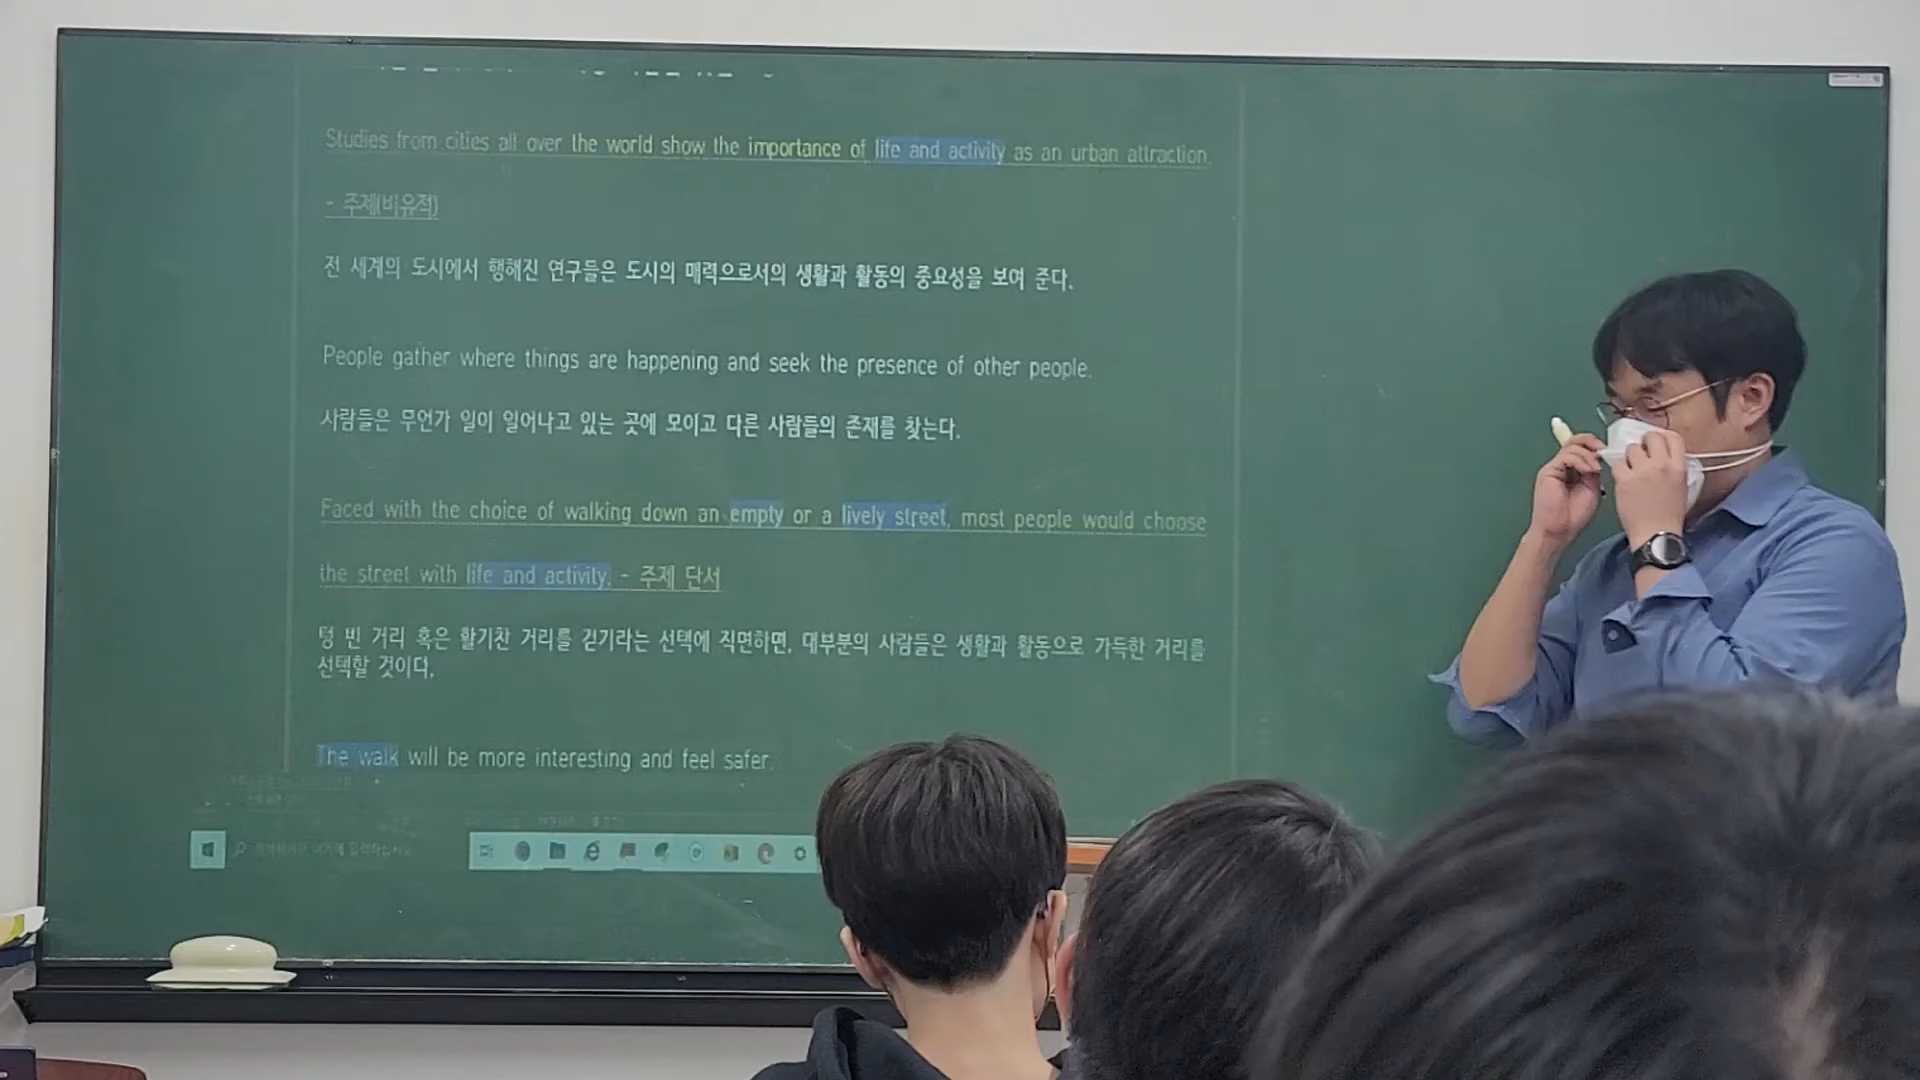 Studies from cities all over the world show the importance of life and activity as an urban attraction.
- 주제(비유적)
전 세계의 도시에서 행해진 연구들은 도시의 매력으로서의 생활과 활동의 중요성을 보여 준다.
People gather where things are happening and seek the presence of other people.
사람들은 무언가 일이 일어나고 있는 곳에 모이고 다른 사람들의 존재를 찾는다.
Faced with the choice of walking down an empty or a lively street, most people would choose
the street with life and activity. - 주제 단서
텅 빈 거리 혹은 활기찬 거리를 걷기라는 선택에 직면하면, 대부분의 사람들은 생활과 활동으로 가득한 거리를
선택할 것이다.
The walk will be more interesting and feel safer.